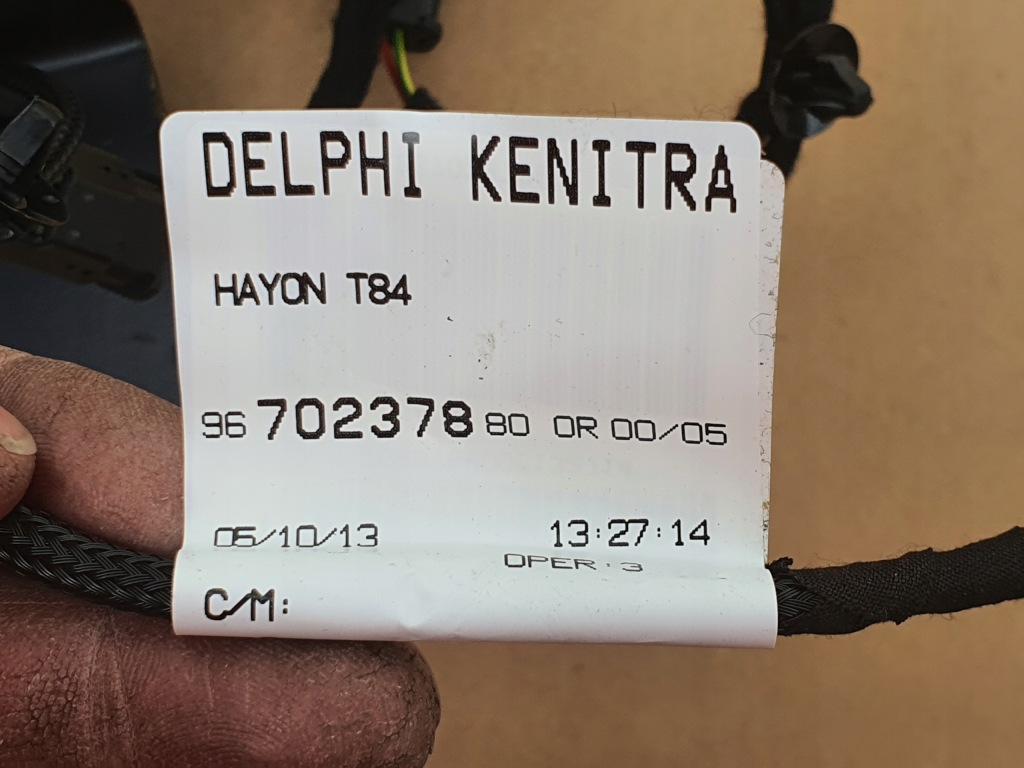 DELPHI KENITRA
HAYON T84
96 702378 80 OR 00/05
05/10/13 13:27:14
OPER: 3
C/M: